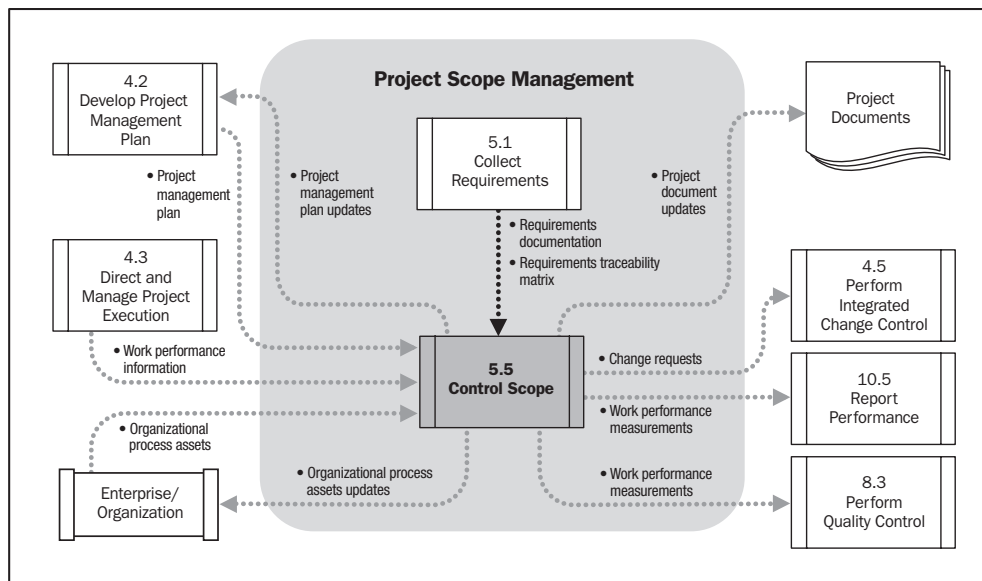 Project Scope Management
4.2
Develop Project
Management
Plan
• Project
management
plan
• Project
management
plan updates
5.1
Collect
Requirements
• Requirements
documentation
• Requirements traceability
matrix
• Project
document
updates
Project
Documents
4.3
Direct and
Manage Project
Execution
• Work performance
information
• Organizational
process assets
Enterprise/
Organization
• Organizational process
assets updates
5.5
Control Scope
• Change requests
• Work performance
measurements
• Work performance
measurements
4.5
Perform
Integrated
Change Control
10.5
Report
Performance
8.3
Perform
Quality Control